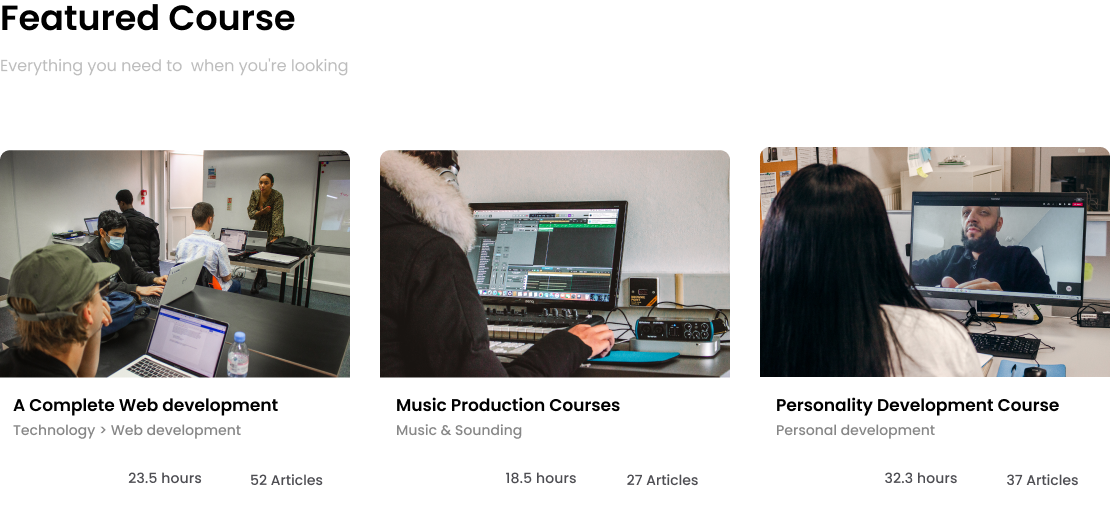 Featured Course
Everything you need to when you're looking
A Complete Web development
Technology > Web development
23.5 hours
52 Articles
Music Production Courses
Music & Sounding
18.5 hours
27 Articles
Personality Development Course
Personal development
32.3 hours
37 Articles